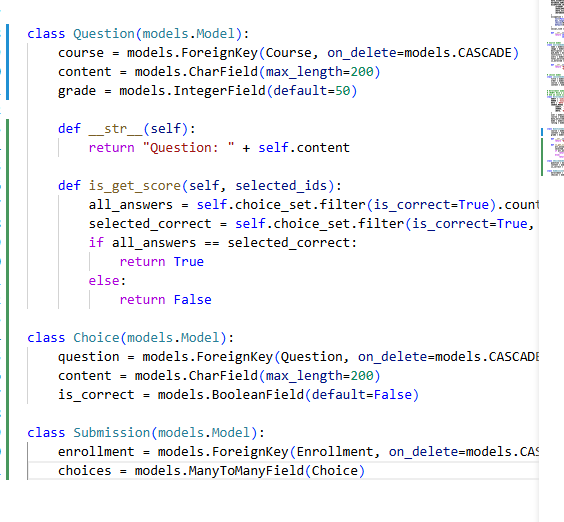 class Question(models.Model):
course = models.ForeignKey(Course, on_delete=models.CASCADE)
content = models.CharField(max_length=200)
grade = models.IntegerField(default=50)
def __str__(self):
return "Question: " + self.content
def is_get_score(self, selected_ids):
all_answers = self.choice_set.filter(is_correct=True).count
selected_correct = self.choice_set.filter(is_correct=True,
if all_answers == selected_correct:
return True
else:
return False
class Choice(models.Model):
question = models.ForeignKey(Question, on_delete=models.CASCADE
content = models.CharField(max_length=200)
is_correct = models.BooleanField(default=False)
class Submission(models.Model):
enrollment = models.ForeignKey(Enrollment, on_delete=models.CAS
choices = models.ManyToManyField(Choice)